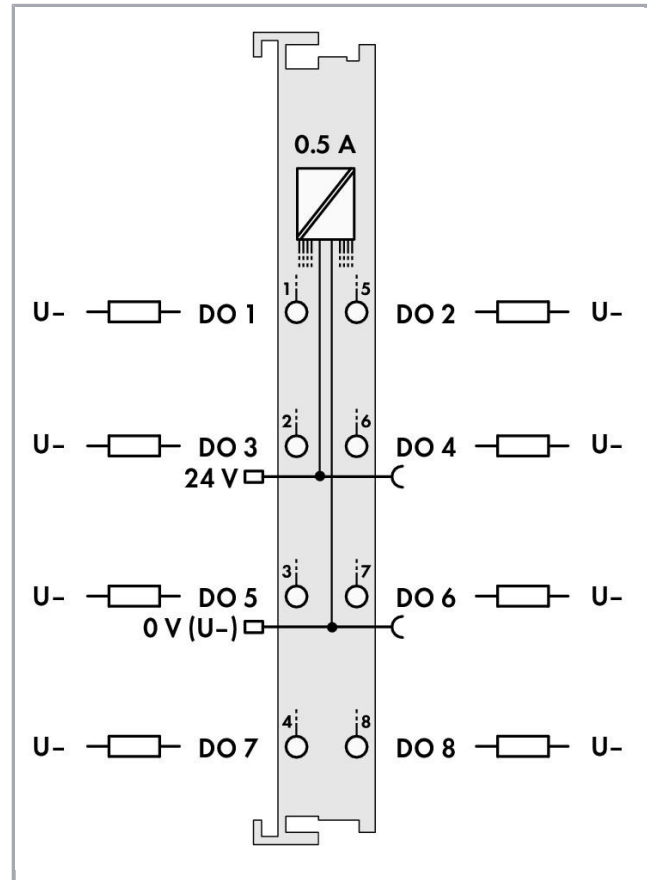 0.5 A
U– DO 1 1 5 DO 2 U–
U– DO 3 2 6 DO 4 U–
24 V
U– DO 5 3 7 DO 6 U–
0 V (U–)
U– DO 7 4 8 DO 8 U–